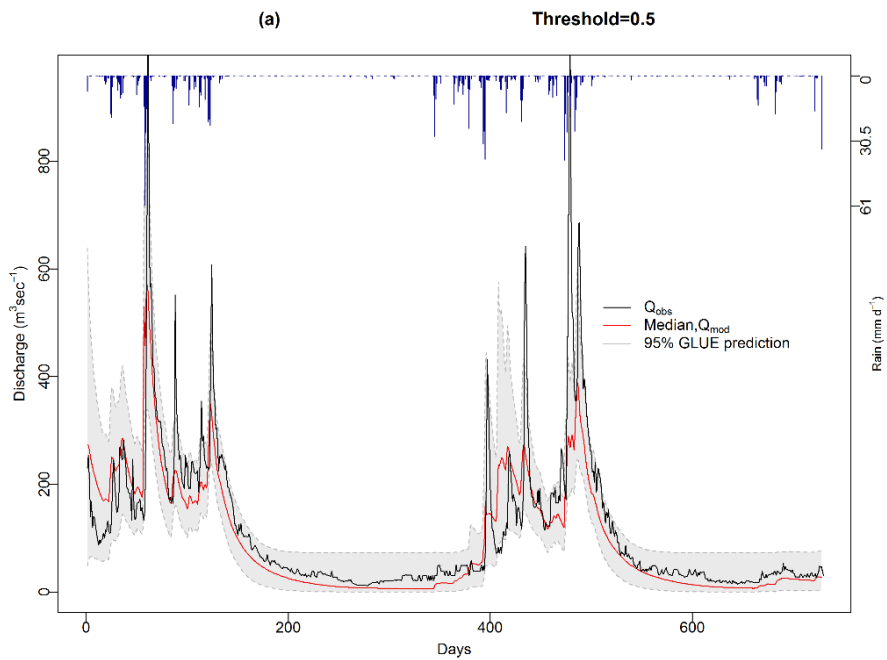 (a) Threshold=0.5
0
30.5
61
Rain (mm d⁻¹)
800
600
400
200
0
Discharge (m³sec⁻¹)
Qobs
Median,Qmod
95% GLUE prediction
0 200 400 600
Days